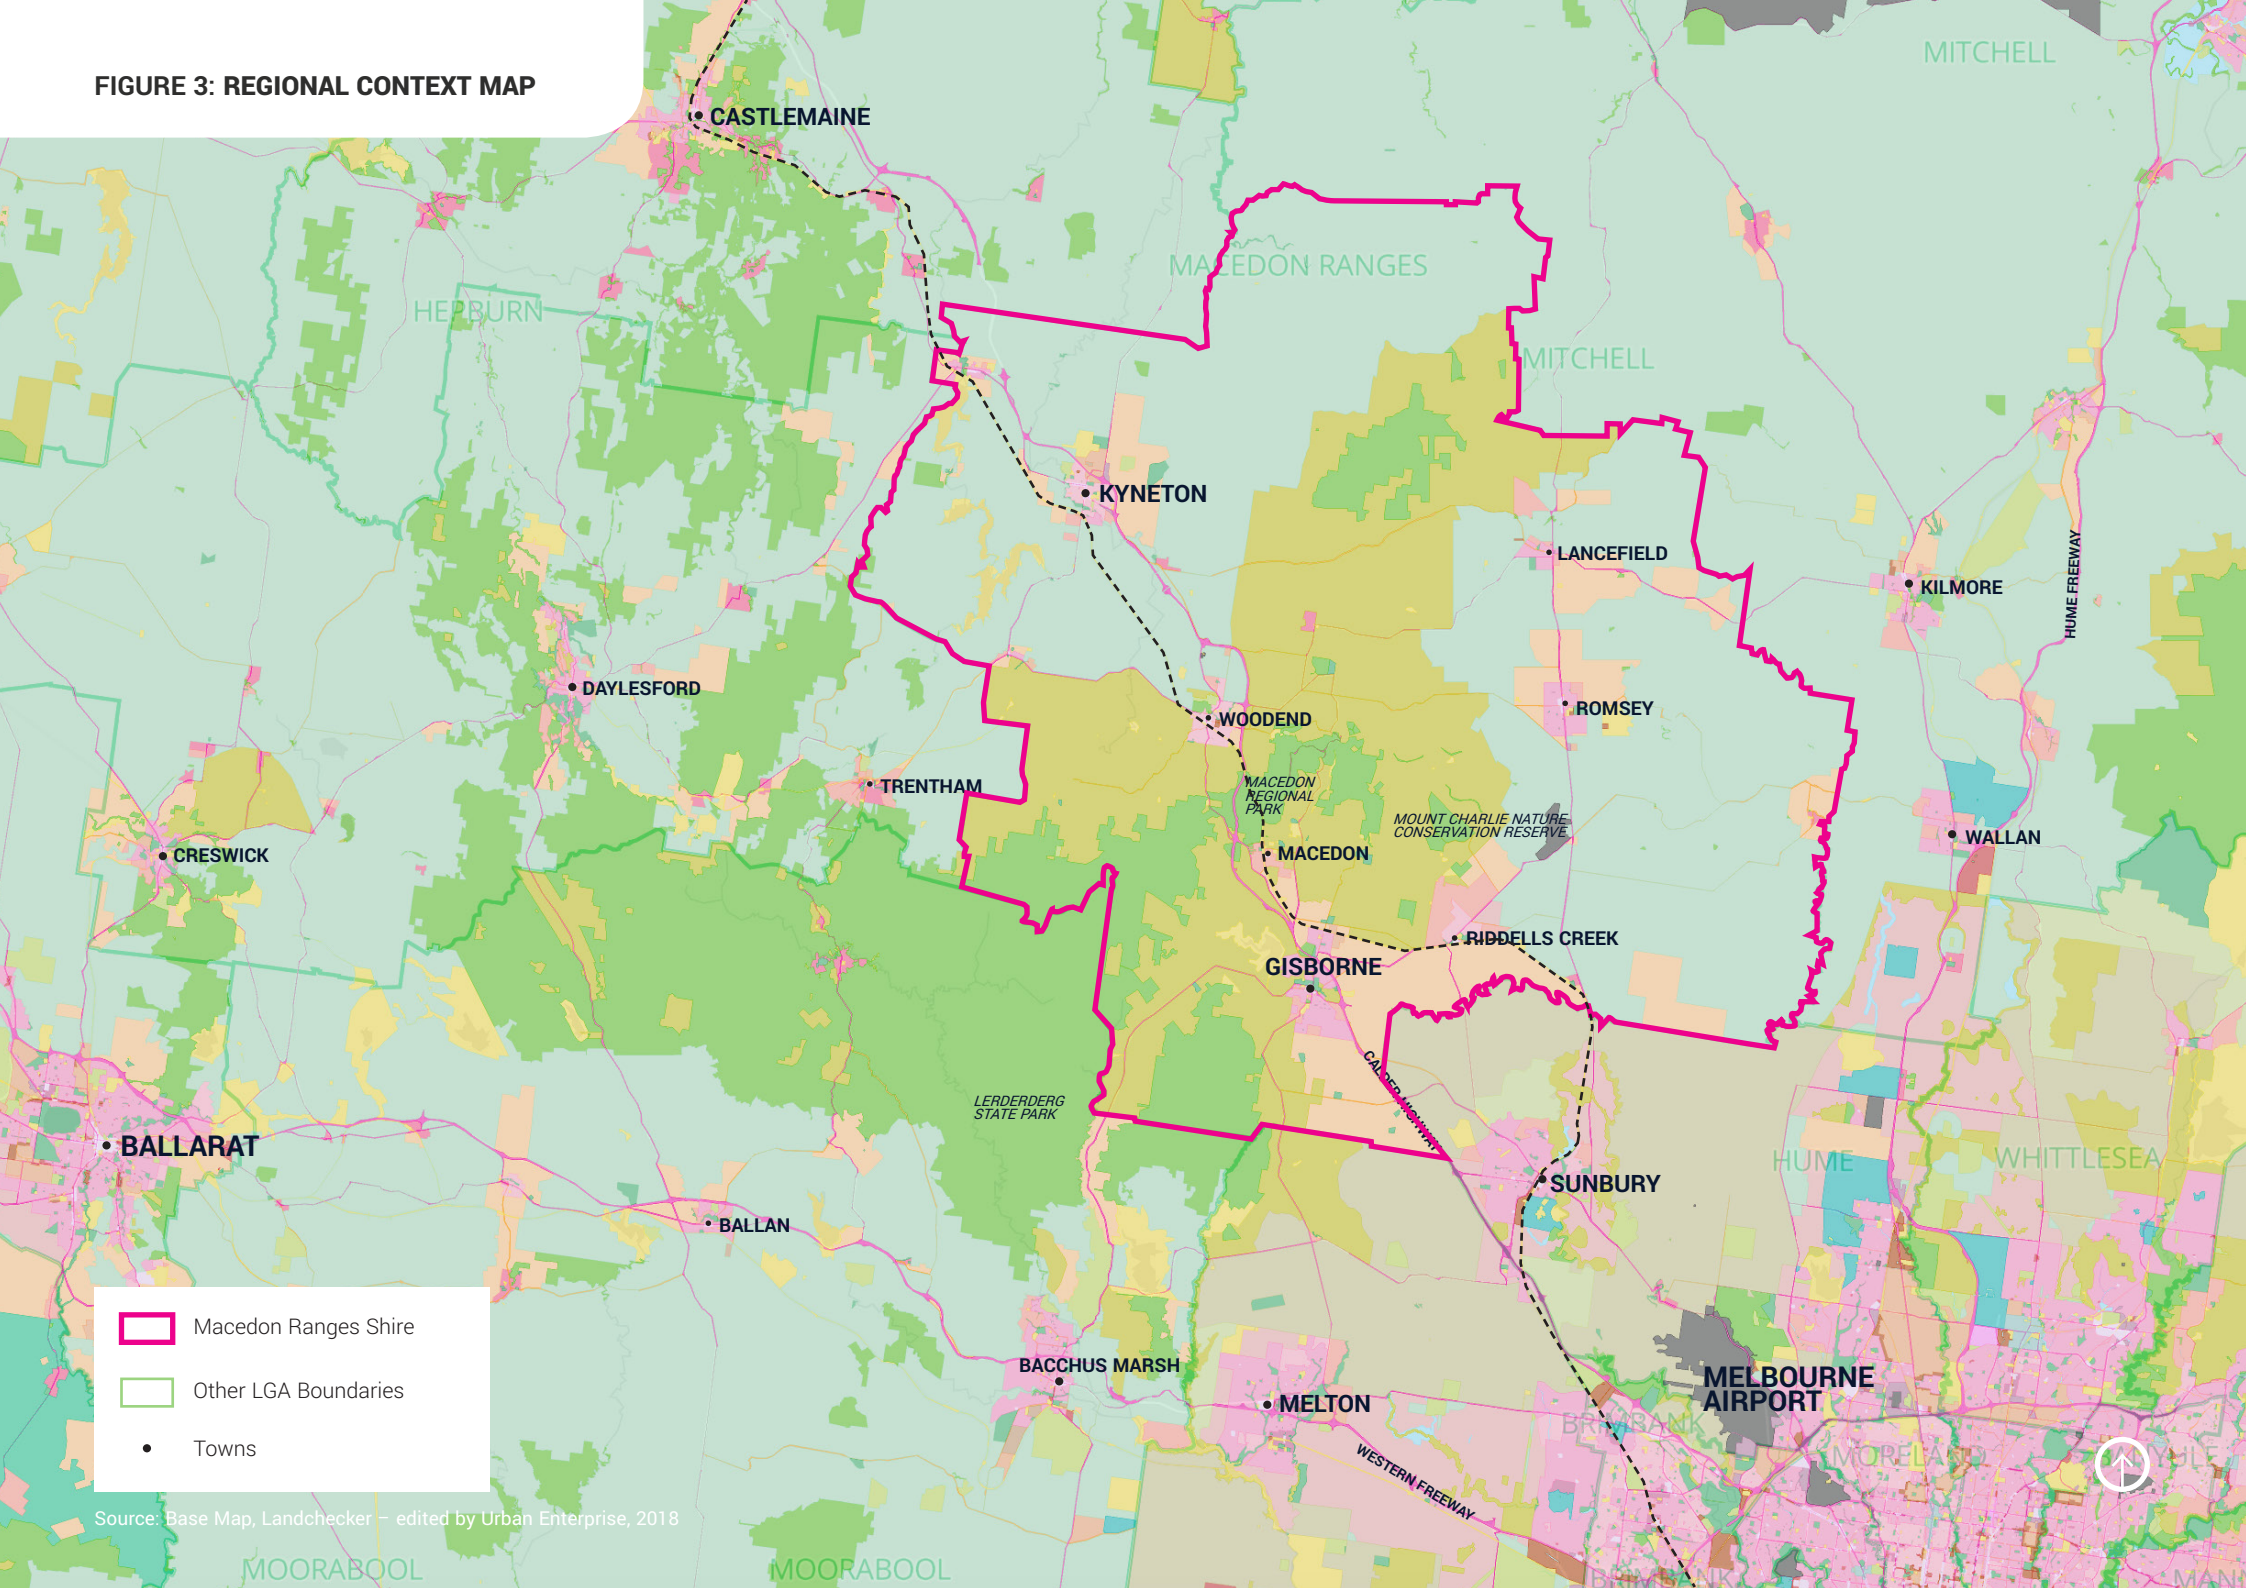 FIGURE 3: REGIONAL CONTEXT MAP
MITCHELL
CASTLEMAINE
MACEDON RANGES
HEPBURN
MITCHELL
KYNETON
LANCEFIELD
KILMORE
HUME FREEWAY
DAYLESFORD
ROMSEY
WOODEND
TRENTHAM
MACEDON
REGIONAL
PARK
MOUNT CHARLIE NATURE
CONSERVATION RESERVE
WALLAN
CRESWICK
MACEDON
RIDDELLS CREEK
GISBORNE
CALDER HIGHWAY
LERDERDERG
STATE PARK
BALLARAT
HUME
WHITTLESEA
SUNBURY
BALLAN
Macedon Ranges Shire
Other LGA Boundaries
Towns
BACCHUS MARSH
MELTON
MELBOURNE
AIRPORT
BRIMBANK
MORELAND
WESTERN FREEWAY
Source: Base Map, Landchecker – edited by Urban Enterprise, 2018
MOORABOOL
MOORABOOL
BRIMBANK